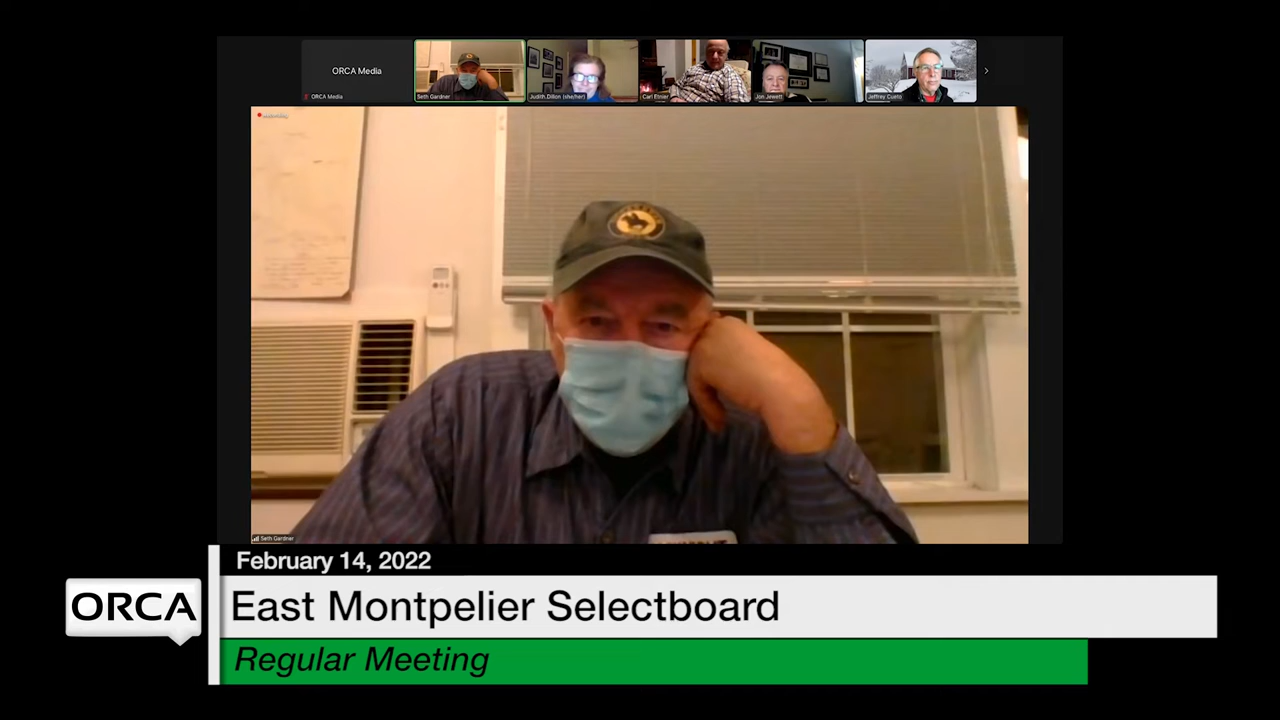 ORCA Media
ORCA Media
Seth Gardner
Judith Dillon (she/her)
Carl Etnier
Jon Jewett
Jeffrey Cueto
Seth Gardner
February 14, 2022
ORCA
East Montpelier Selectboard
Regular Meeting